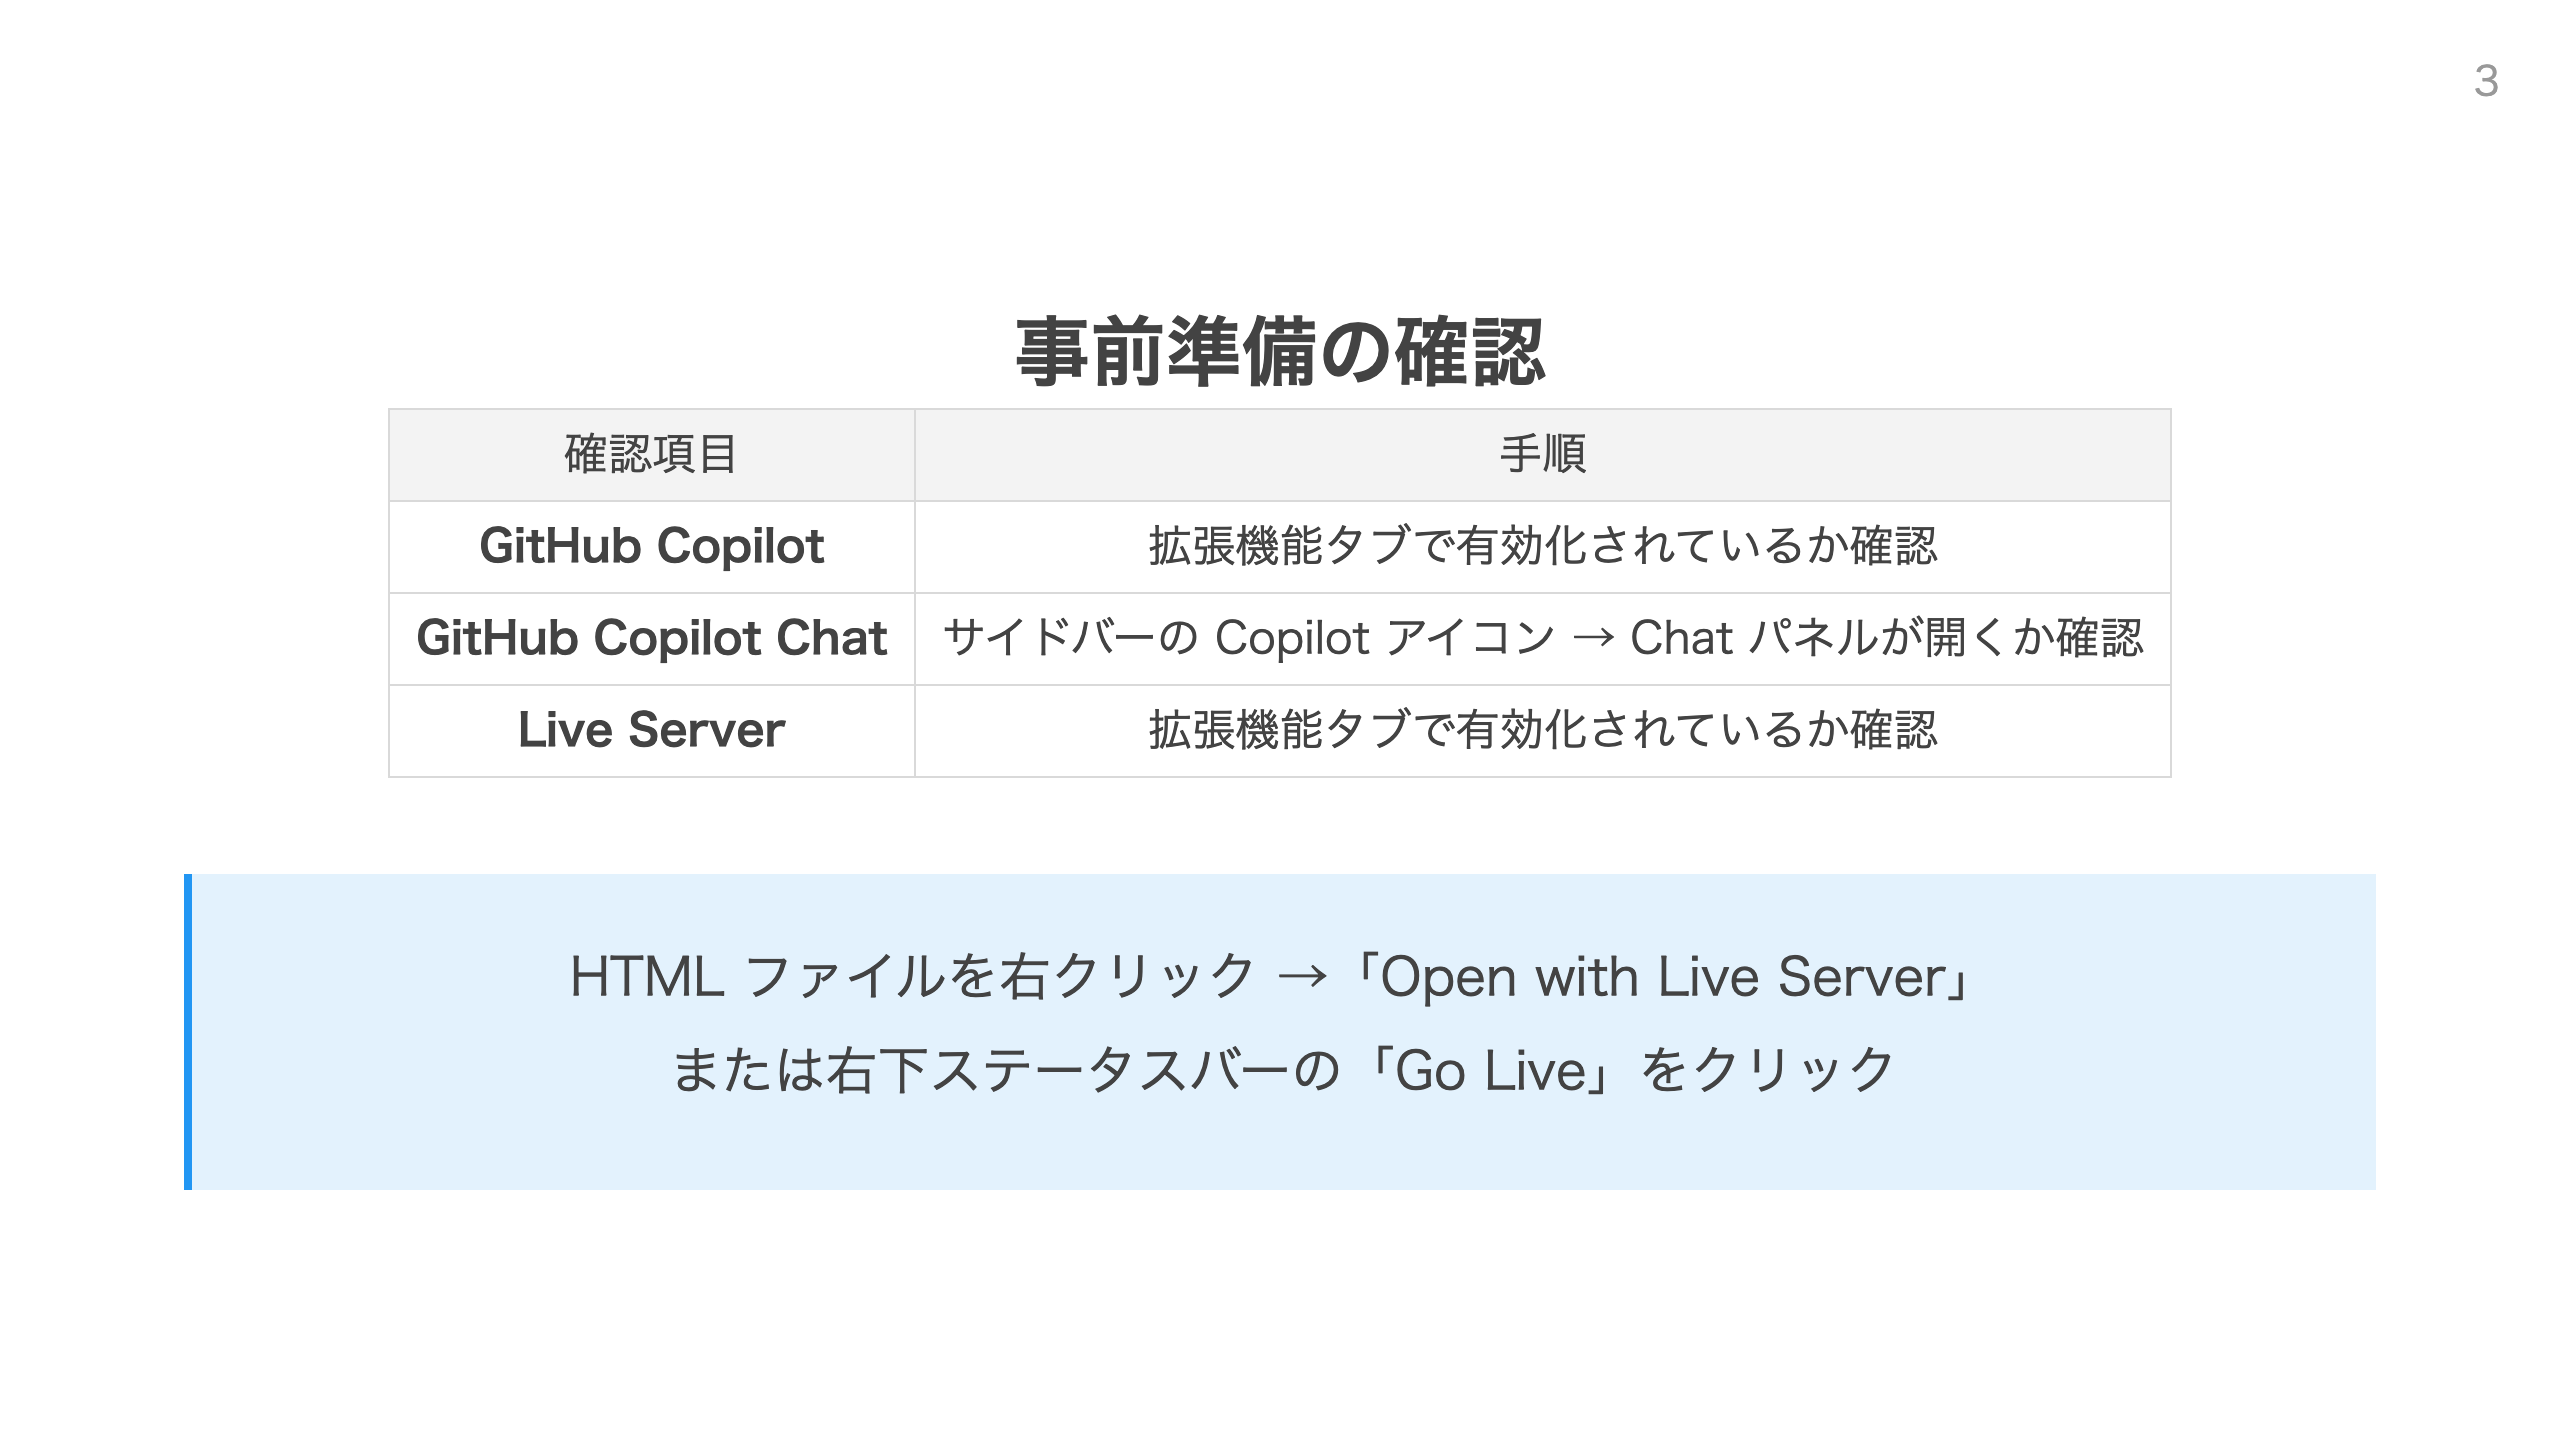 3
事前準備の確認
確認項目 手順
GitHub Copilot 拡張機能タブで有効化されているか確認
GitHub Copilot Chat サイドバーの Copilot アイコン → Chat パネルが開くか確認
Live Server 拡張機能タブで有効化されているか確認
HTML ファイルを右クリック →「Open with Live Server」
または右下ステータスバーの「Go Live」をクリック